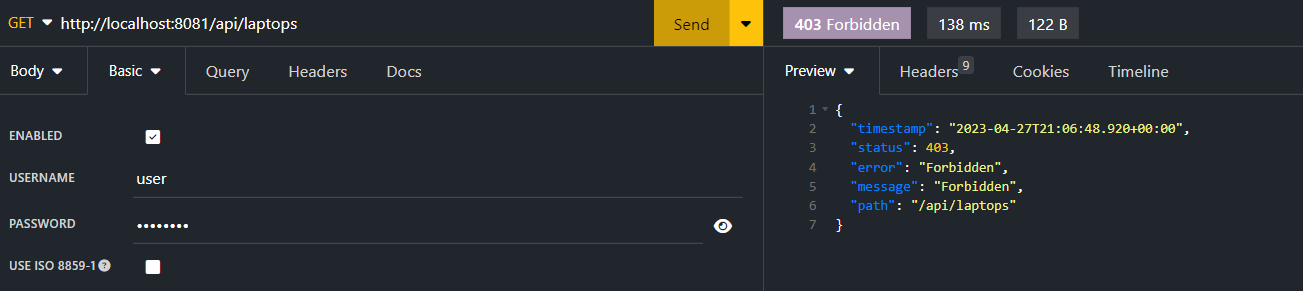 GET http://localhost:8081/api/laptops Send 403 Forbidden 138 ms 122 B
Body Basic Query Headers Docs Preview Headers 9 Cookies Timeline
ENABLED
USERNAME user
PASSWORD ••••••••
USE ISO 8859-1 ?
1 {
2 "timestamp": "2023-04-27T21:06:48.920+00:00",
3 "status": 403,
4 "error": "Forbidden",
5 "message": "Forbidden",
6 "path": "/api/laptops"
7 }